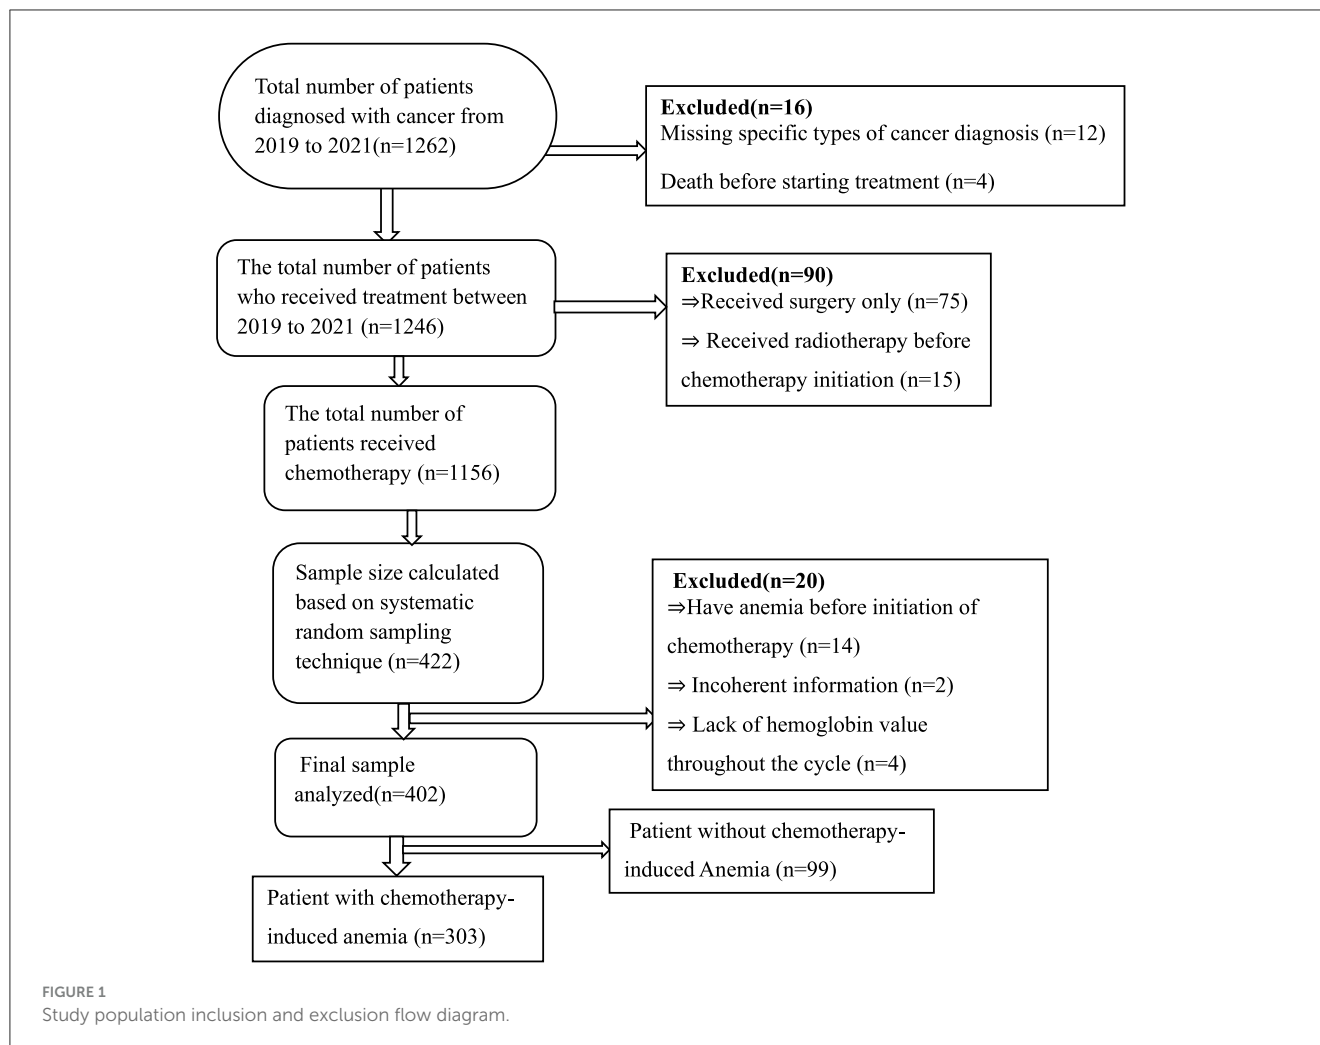 Total number of patients
diagnosed with cancer from
2019 to 2021(n=1262)
Excluded(n=16)
Missing specific types of cancer diagnosis (n=12)
Death before starting treatment (n=4)
The total number of patients
who received treatment between
2019 to 2021 (n=1246)
Excluded(n=90)
⇒Received surgery only (n=75)
⇒ Received radiotherapy before
chemotherapy initiation (n=15)
The total number of
patients received
chemotherapy (n=1156)
Sample size calculated
based on systematic
random sampling
technique (n=422)
Excluded(n=20)
⇒Have anemia before initiation of
chemotherapy (n=14)
⇒ Incoherent information (n=2)
⇒ Lack of hemoglobin value
throughout the cycle (n=4)
Final sample
analyzed(n=402)
Patient without chemotherapy-
induced Anemia (n=99)
Patient with chemotherapy-
induced anemia (n=303)
FIGURE 1
Study population inclusion and exclusion flow diagram.